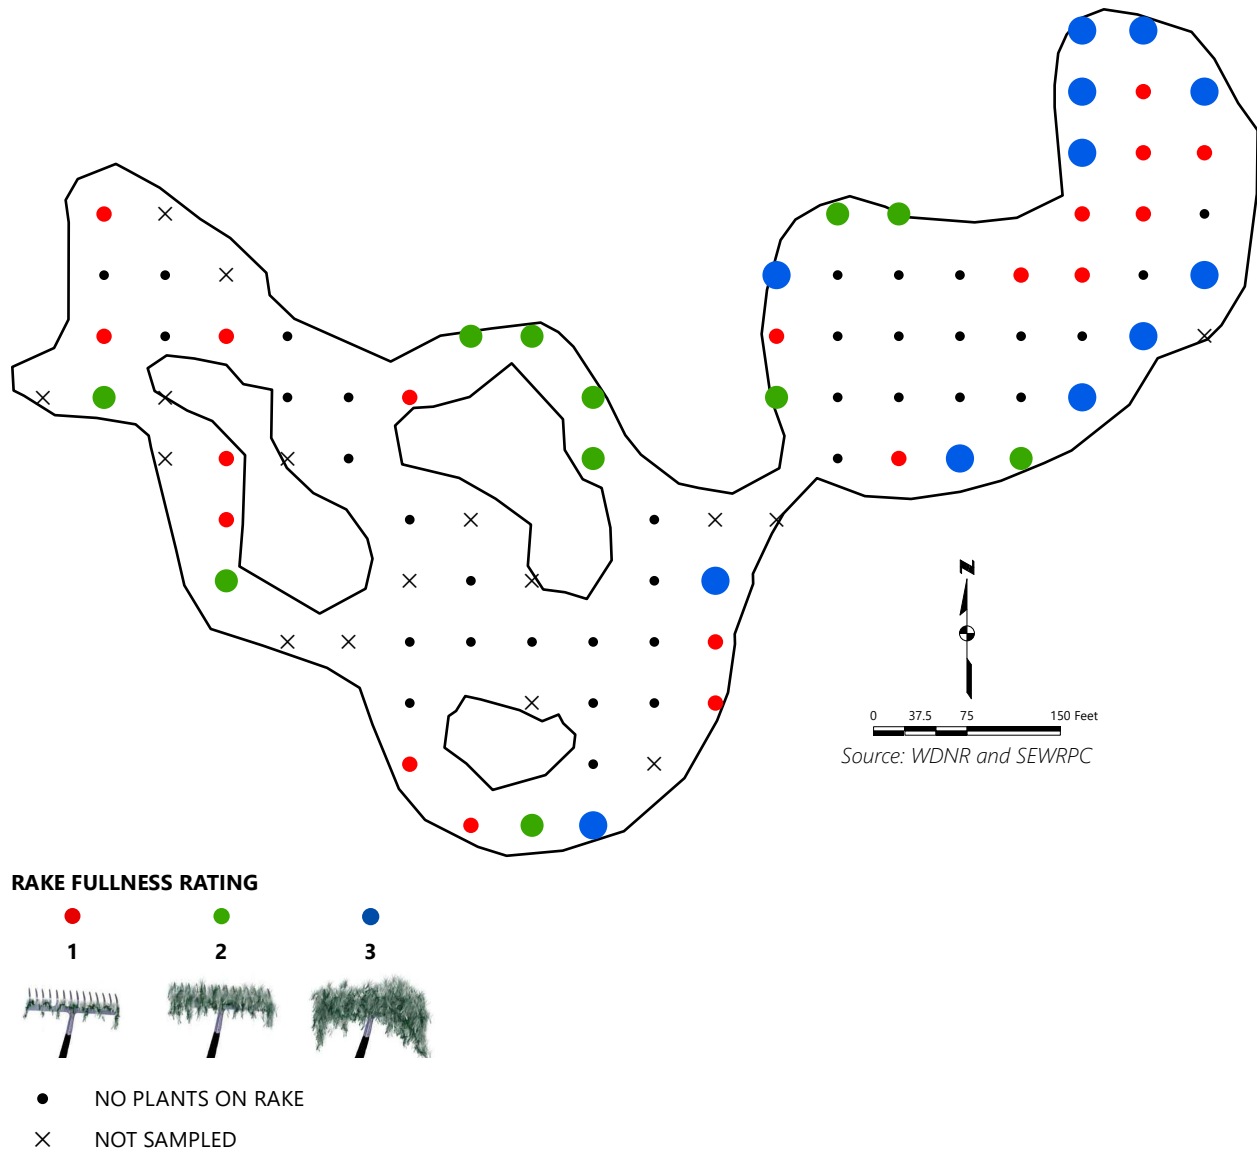 N
0 37.5 75 150 Feet
Source: WDNR and SEWRPC
RAKE FULLNESS RATING
1 2 3
NO PLANTS ON RAKE
NOT SAMPLED